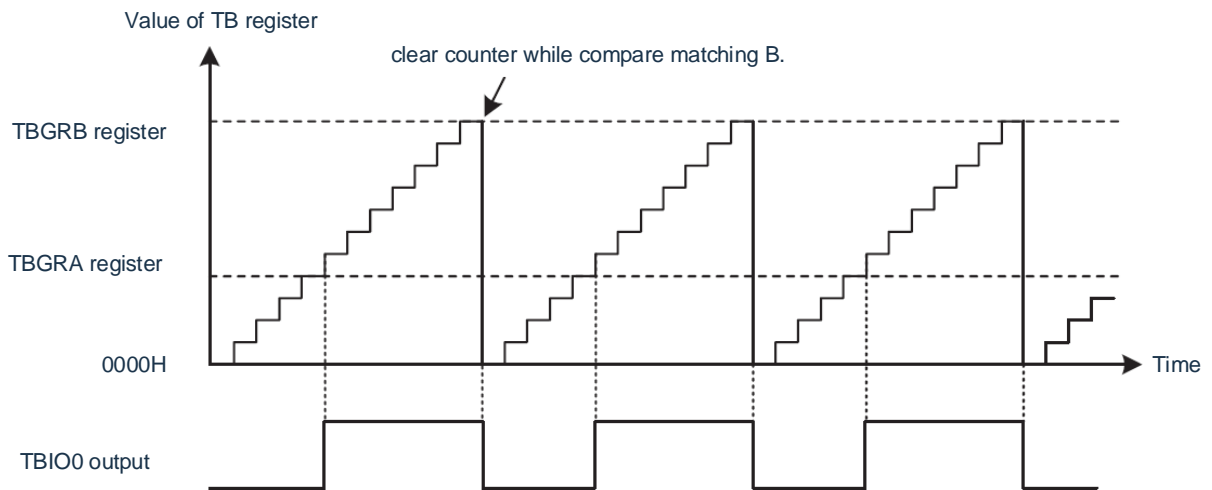 Value of TB register
clear counter while compare matching B.
TBGRB register
TBGRA register
0000H
Time
TBIO0 output